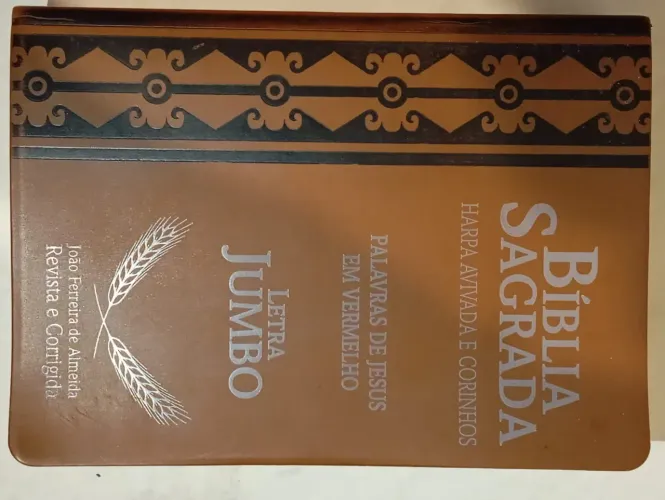 BÍBLIA
SAGRADA
HARPA AVIVADA E CORINHOS
PALAVRAS DE JESUS
EM VERMELHO
LETRA
JUMBO
João Ferreira de Almeida
Revista e Corrigida